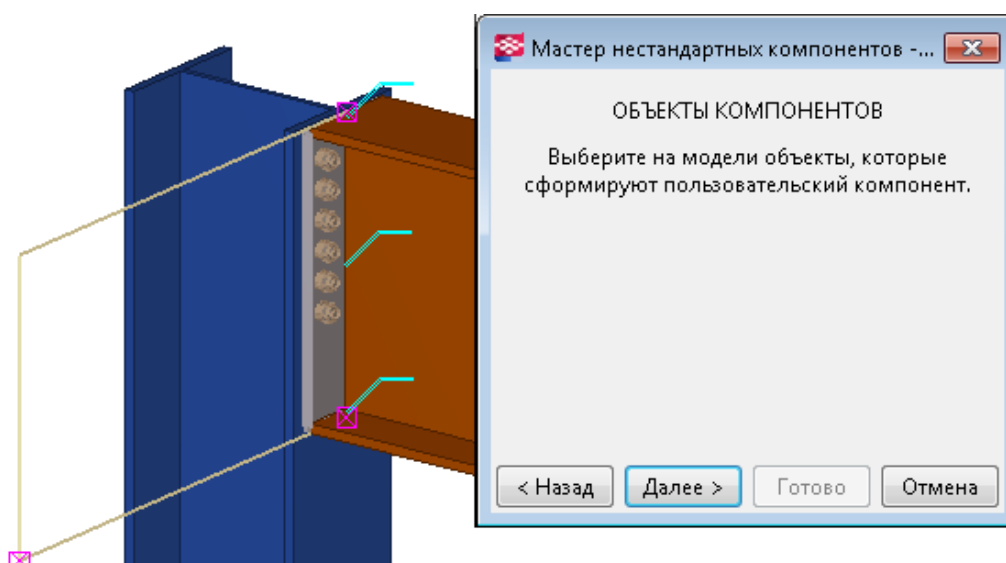 Мастер нестандартных компонентов -...
ОБЪЕКТЫ КОМПОНЕНТОВ
Выберите на модели объекты, которые
сформируют пользовательский компонент.
< Назад
Далее >
Готово
Отмена